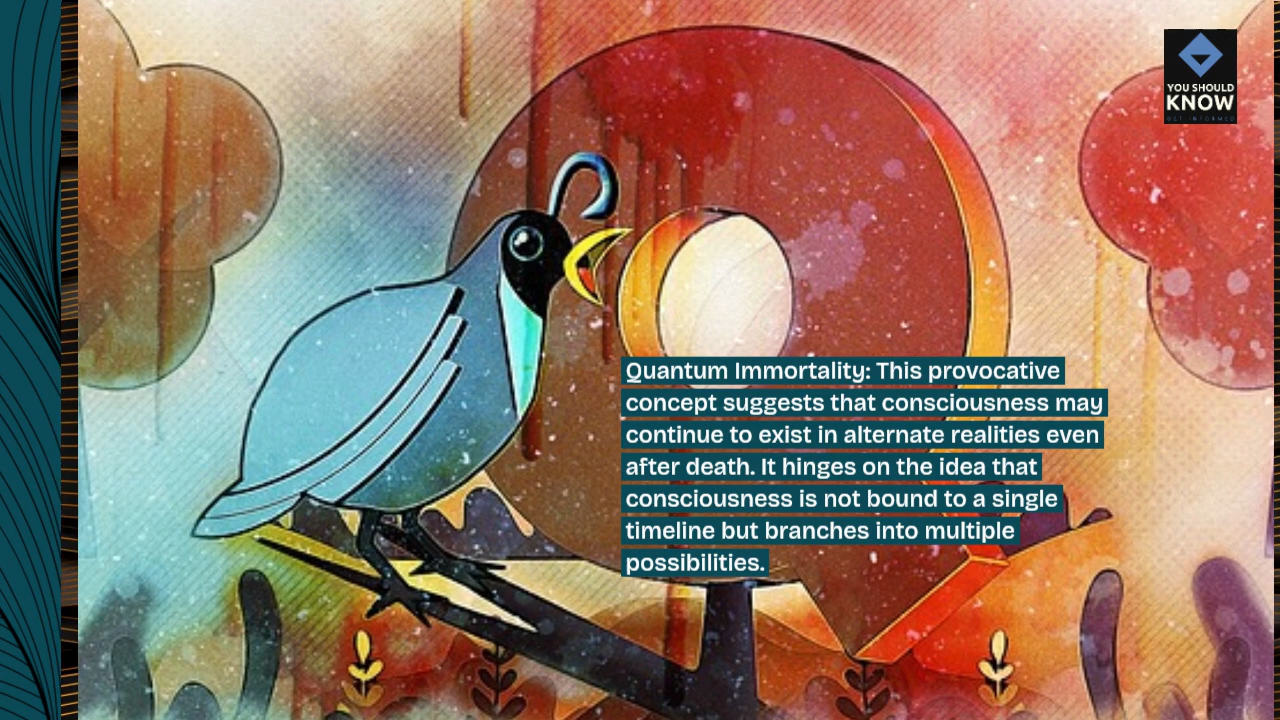 YOU SHOULD
KNOW
GET INFORMED
Quantum Immortality: This provocative
concept suggests that consciousness may
continue to exist in alternate realities even
after death. It hinges on the idea that
consciousness is not bound to a single
timeline but branches into multiple
possibilities.